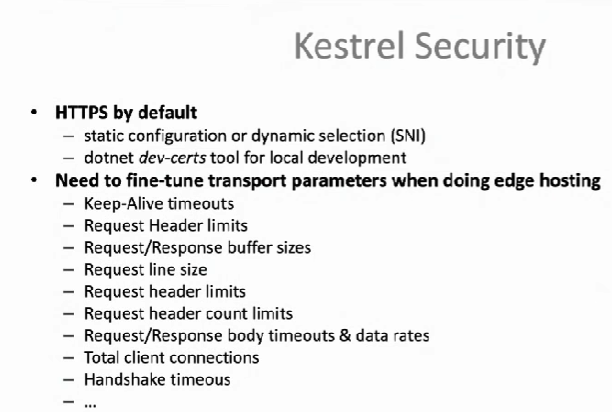 Kestrel Security
• HTTPS by default
– static configuration or dynamic selection (SNI)
– dotnet dev-certs tool for local development
• Need to fine-tune transport parameters when doing edge hosting
– Keep-Alive timeouts
– Request Header limits
– Request/Response buffer sizes
– Request line size
– Request header limits
– Request header count limits
– Request/Response body timeouts & data rates
– Total client connections
– Handshake timeous
– ...